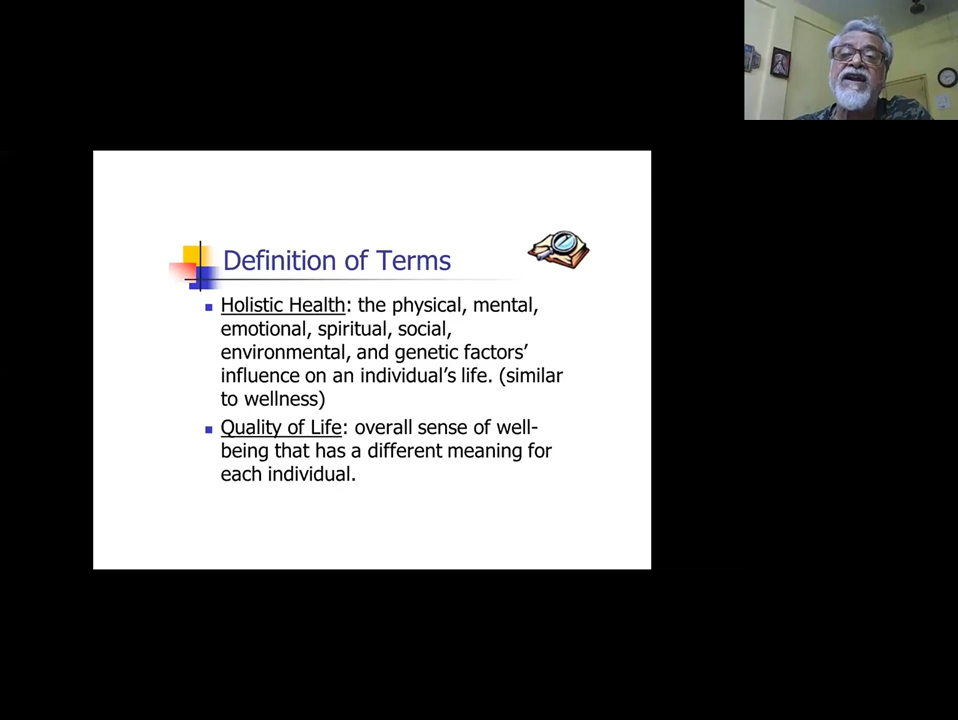 Definition of Terms
Holistic Health: the physical, mental,
emotional, spiritual, social,
environmental, and genetic factors’
influence on an individual’s life. (similar
to wellness)
Quality of Life: overall sense of well-
being that has a different meaning for
each individual.